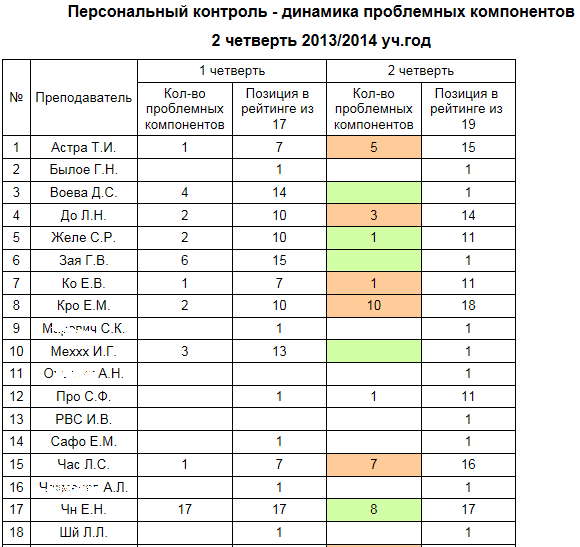 Персональный контроль - динамика проблемных компонентов
2 четверть 2013/2014 уч.год
№ Преподаватель 1 четверть 2 четверть
Кол-во проблемных компонентов Позиция в рейтинге из 17 Кол-во проблемных компонентов Позиция в рейтинге из 19
1 Астра Т.И. 1 7 5 15
2 Былое Г.Н. 1 1
3 Воева Д.С. 4 14 1
4 До Л.Н. 2 10 3 14
5 Желе С.Р. 2 10 1 11
6 Зая Г.В. 6 15 1
7 Ко Е.В. 1 7 1 11
8 Кро Е.М. 2 10 10 18
9 С.К. 1 1
10 Меххх И.Г. 3 13 1
11 А.Н. 1
12 Про С.Ф. 1 1 11
13 РВС И.В. 1
14 Сафо Е.М. 1 1
15 Час Л.С. 1 7 7 16
16 А.Л. 1 1
17 Чн Е.Н. 17 17 8 17
18 Шй Л.Л. 1 1